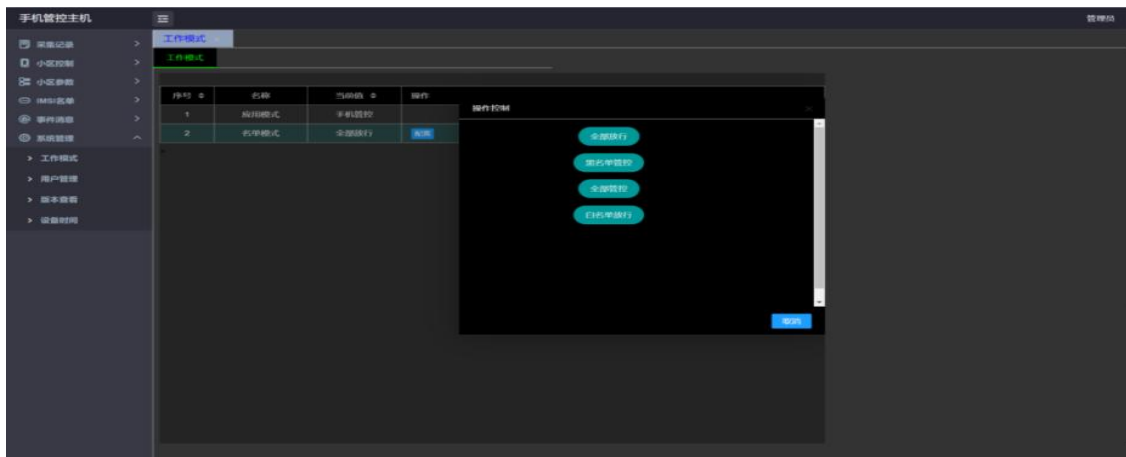 手机管控主机
管理员
采集记录
小区控制
小区参数
IMSI名单
事件消息
系统管理
工作模式
用户管理
版本查看
设备时间
工作模式
工作模式
序号 名称 当前值 操作
1 应用模式 手机管控
2 名单模式 全部放行 配置
操作控制
全部放行
黑名单管控
全部管控
白名单放行
取消